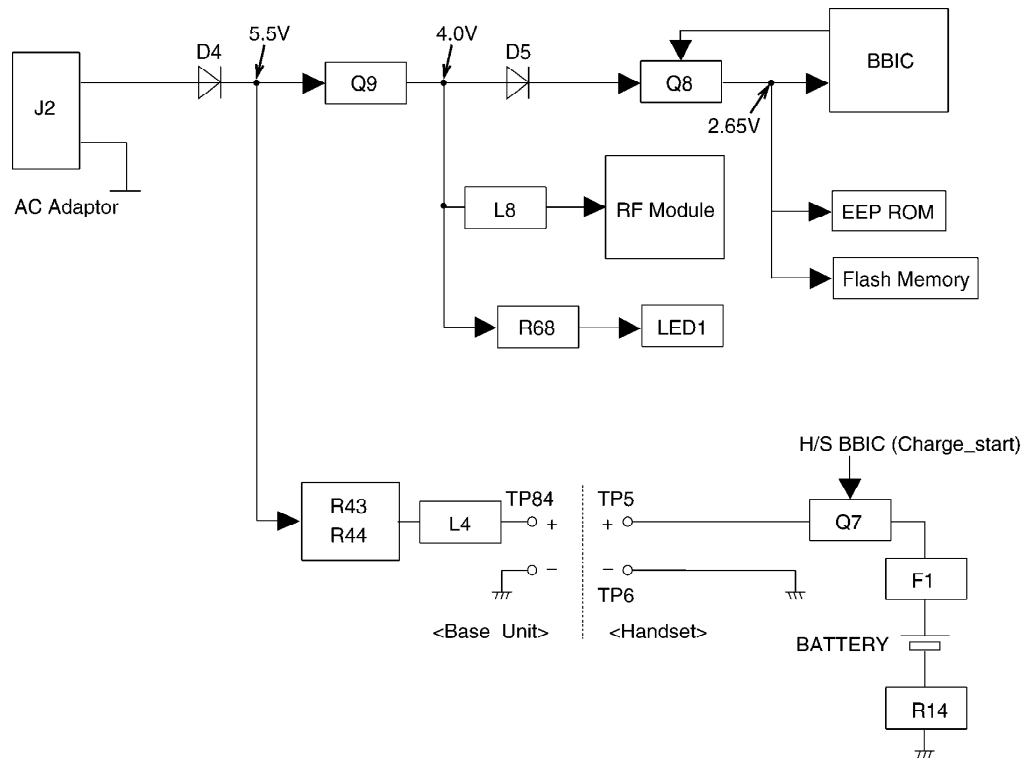 5.5V
4.0V
D4
D5
BBIC
J2
Q9
Q8
2.65V
AC Adaptor
L8
RF Module
EEP ROM
Flash Memory
R68
LED1
H/S BBIC (Charge_start)
R43
R44
L4
TP84
+
−
TP5
+
−
TP6
Q7
F1
<Base Unit>
<Handset>
BATTERY
R14